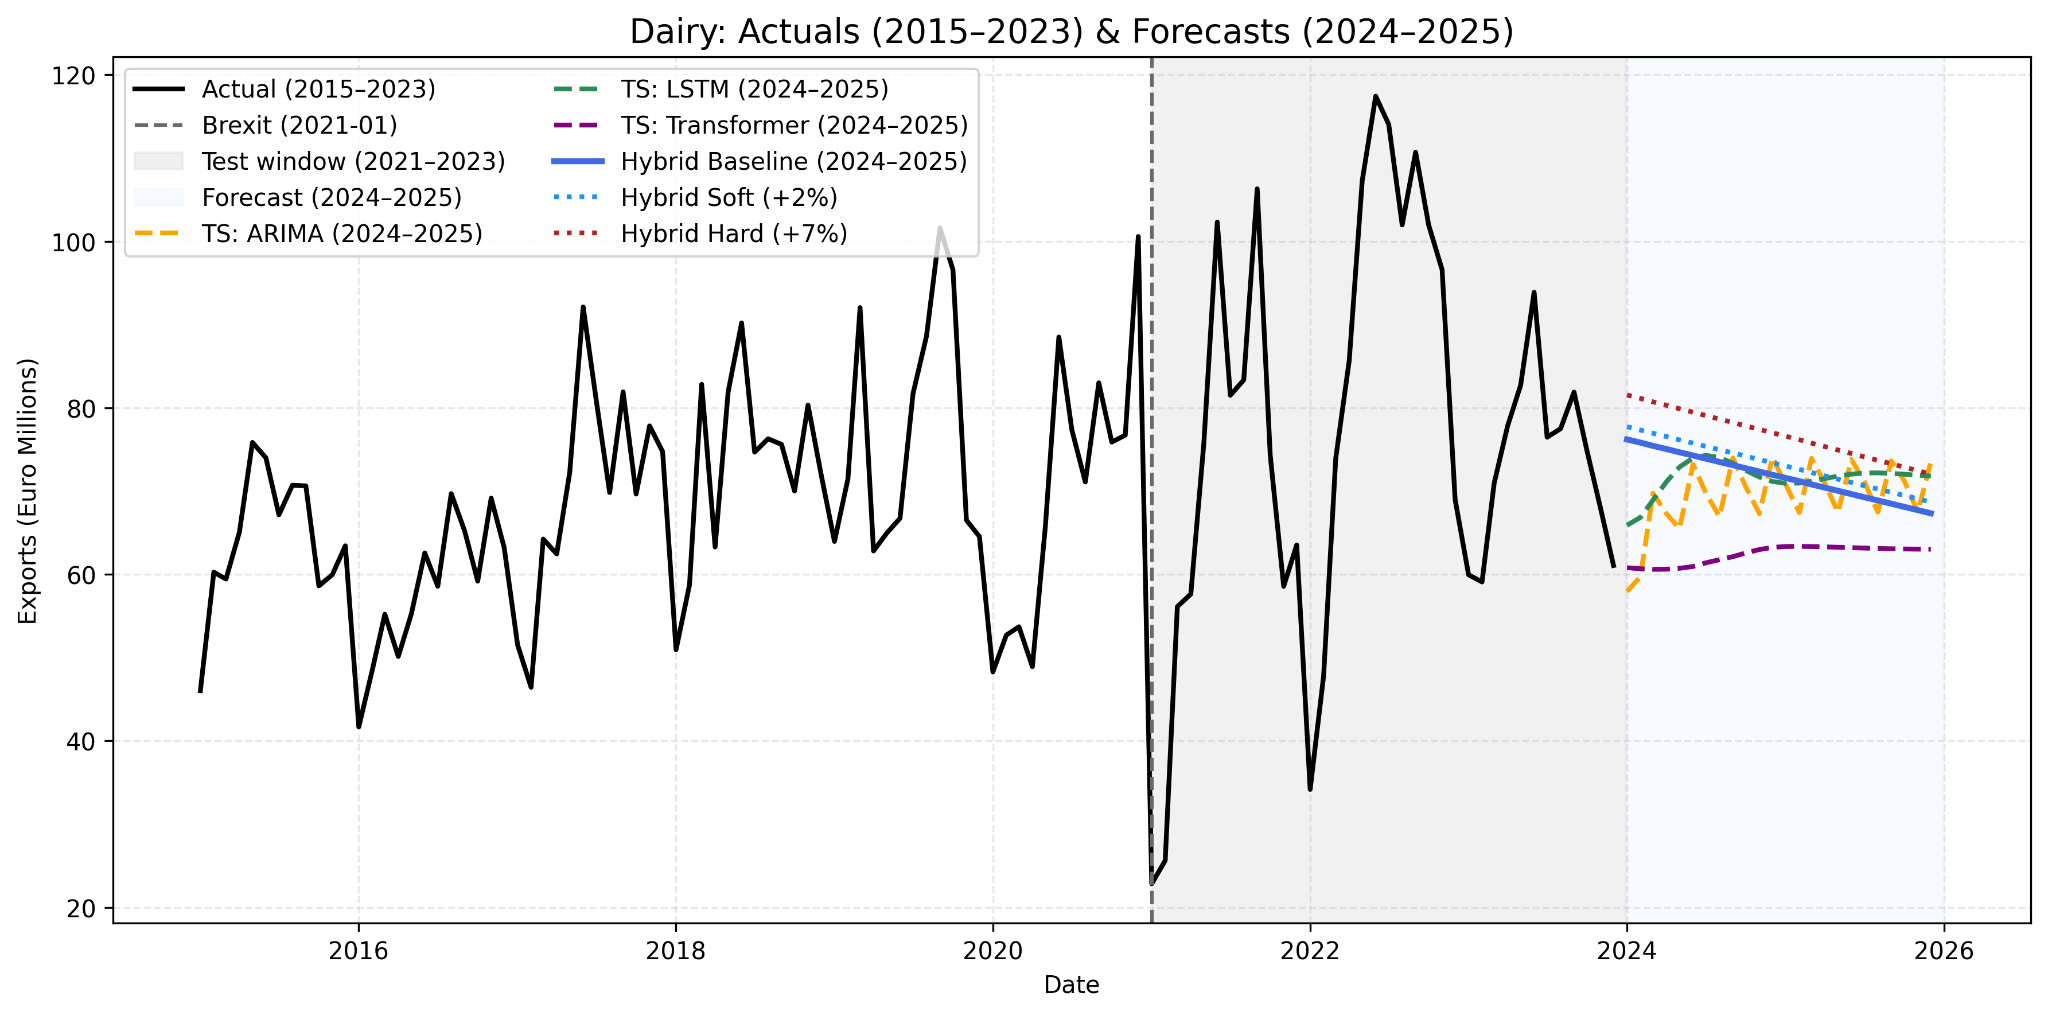 Dairy: Actuals (2015–2023) & Forecasts (2024–2025)
Actual (2015–2023)
Brexit (2021-01)
Test window (2021–2023)
Forecast (2024–2025)
TS: ARIMA (2024–2025)
TS: LSTM (2024–2025)
TS: Transformer (2024–2025)
Hybrid Baseline (2024–2025)
Hybrid Soft (+2%)
Hybrid Hard (+7%)
Exports (Euro Millions)
120
100
80
60
40
20
2016
2018
2020
2022
2024
2026
Date